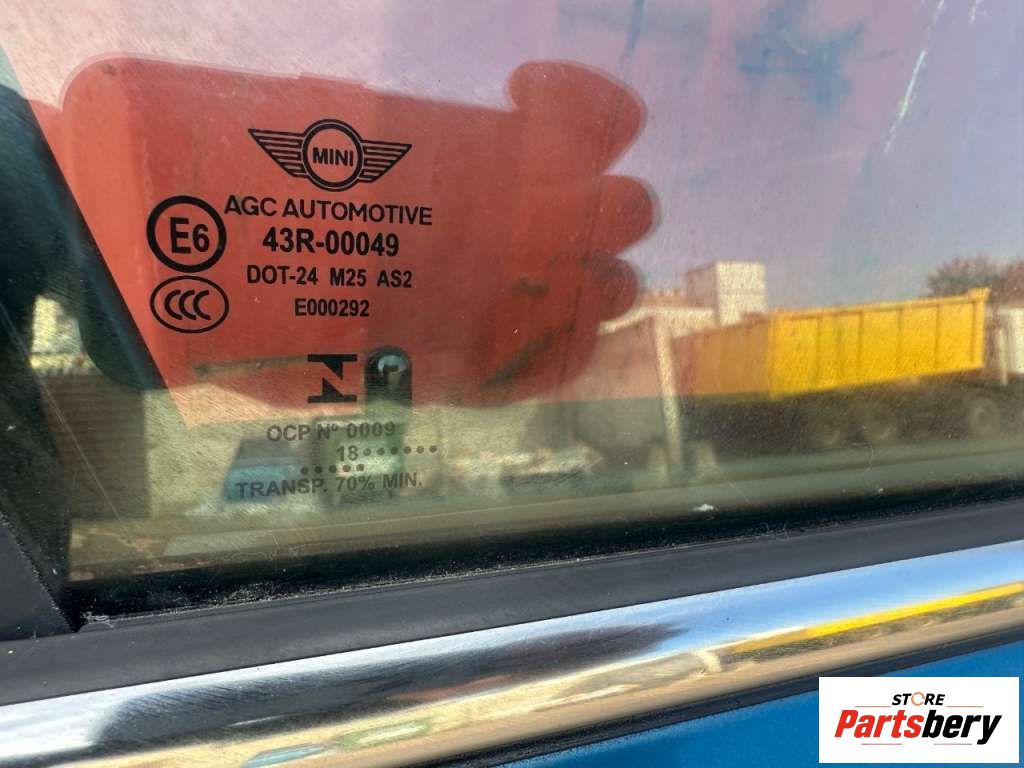 MINI
AGC AUTOMOTIVE
E6
43R-00049
DOT-24 M25 AS2
CCC
E000292
OCP Nº 0009
18●●●●●●
●●●●●
TRANSP. 70% MIN.
STORE
Partsbery